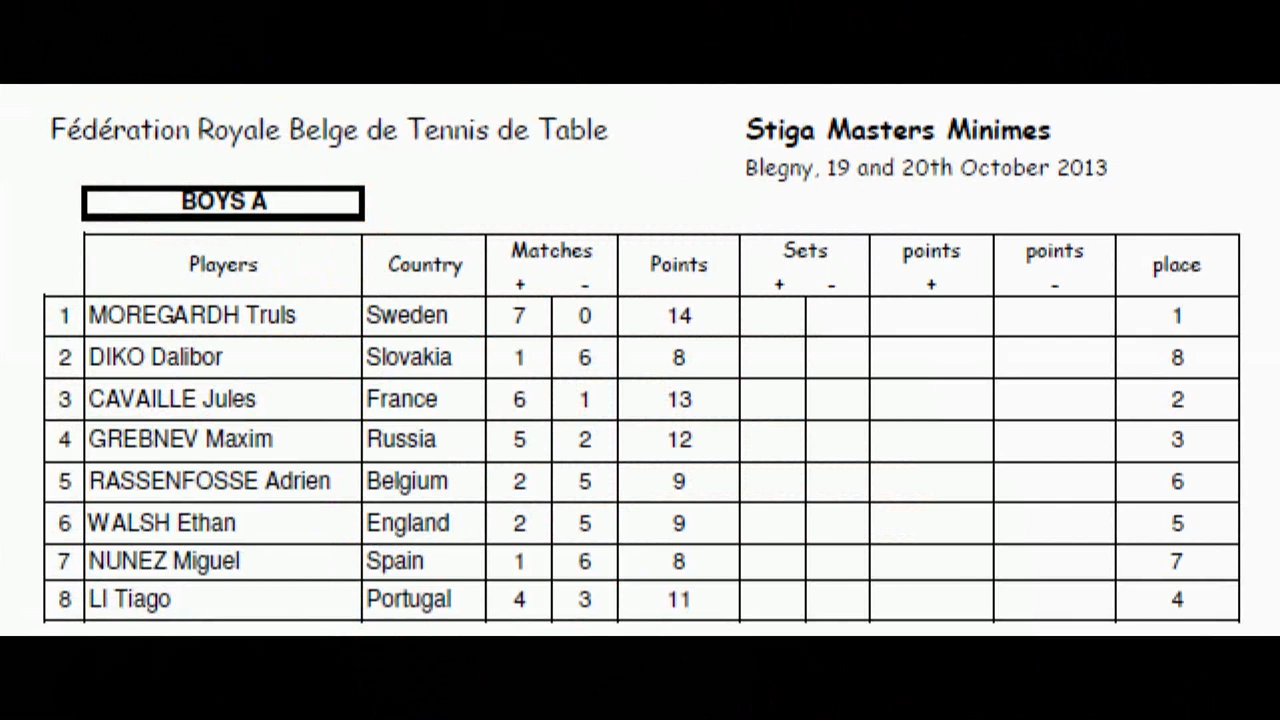 Fédération Royale Belge de Tennis de Table
Stiga Masters Minimes
Blegny, 19 and 20th October 2013
BOYS A
Players Country Matches + - Points Sets + - points + points - place
1 MOREGARDH Truls Sweden 7 0 14 1
2 DIKO Dalibor Slovakia 1 6 8 8
3 CAVAILLE Jules France 6 1 13 2
4 GREBNEV Maxim Russia 5 2 12 3
5 RASSENFOSSE Adrien Belgium 2 5 9 6
6 WALSH Ethan England 2 5 9 5
7 NUNEZ Miguel Spain 1 6 8 7
8 LI Tiago Portugal 4 3 11 4